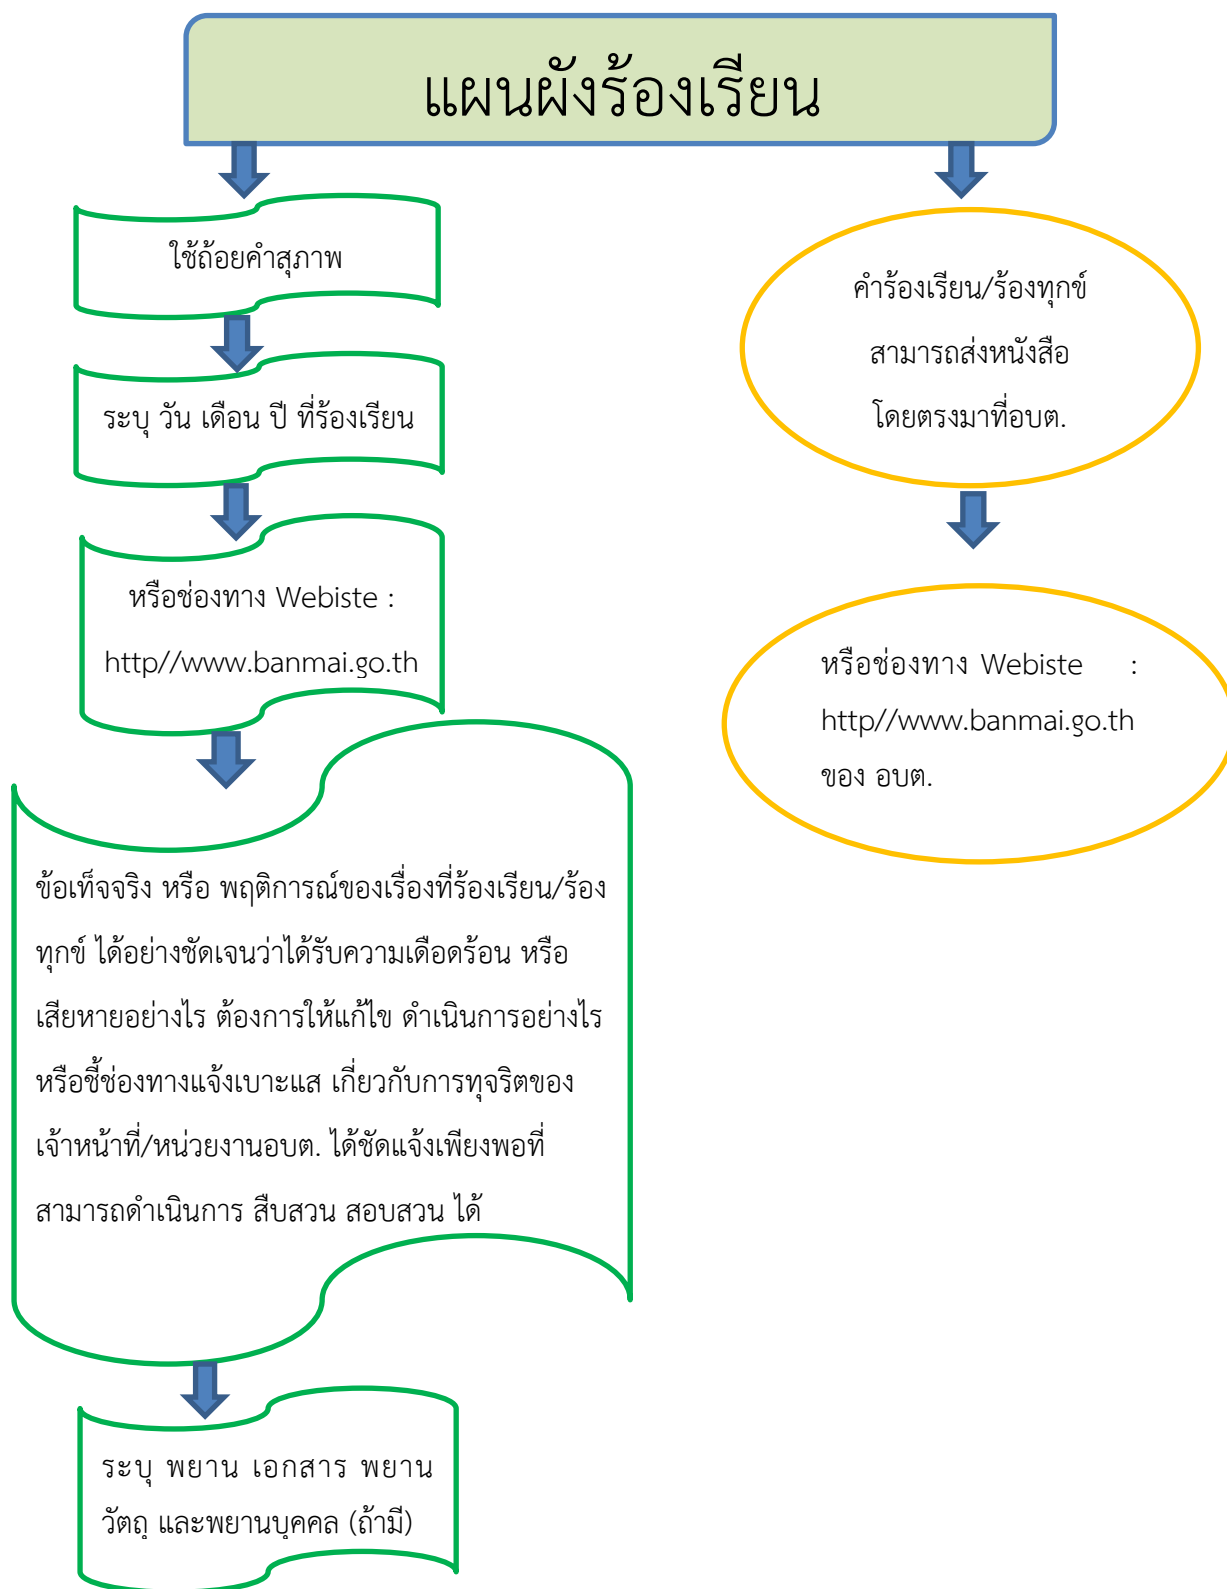 แผนผังร้องเรียน
ใช้ถ้อยคำสุภาพ
ระบุ วัน เดือน ปี ที่ร้องเรียน
หรือช่องทาง Webiste :
http//www.banmai.go.th
ข้อเท็จจริง หรือ พฤติการณ์ของเรื่องที่ร้องเรียน/ร้อง
ทุกข์ ได้อย่างชัดเจนว่าได้รับความเดือดร้อน หรือ
เสียหายอย่างไร ต้องการให้แก้ไข ดำเนินการอย่างไร
หรือชี้ช่องทางแจ้งเบาะแส เกี่ยวกับการทุจริตของ
เจ้าหน้าที่/หน่วยงานอบต. ได้ชัดแจ้งเพียงพอที่
สามารถดำเนินการ สืบสวน สอบสวน ได้
ระบุ พยาน เอกสาร พยาน
วัตถุ และพยานบุคคล (ถ้ามี)
คำร้องเรียน/ร้องทุกข์
สามารถส่งหนังสือ
โดยตรงมาที่อบต.
หรือช่องทาง Webiste :
http//www.banmai.go.th
ของ อบต.